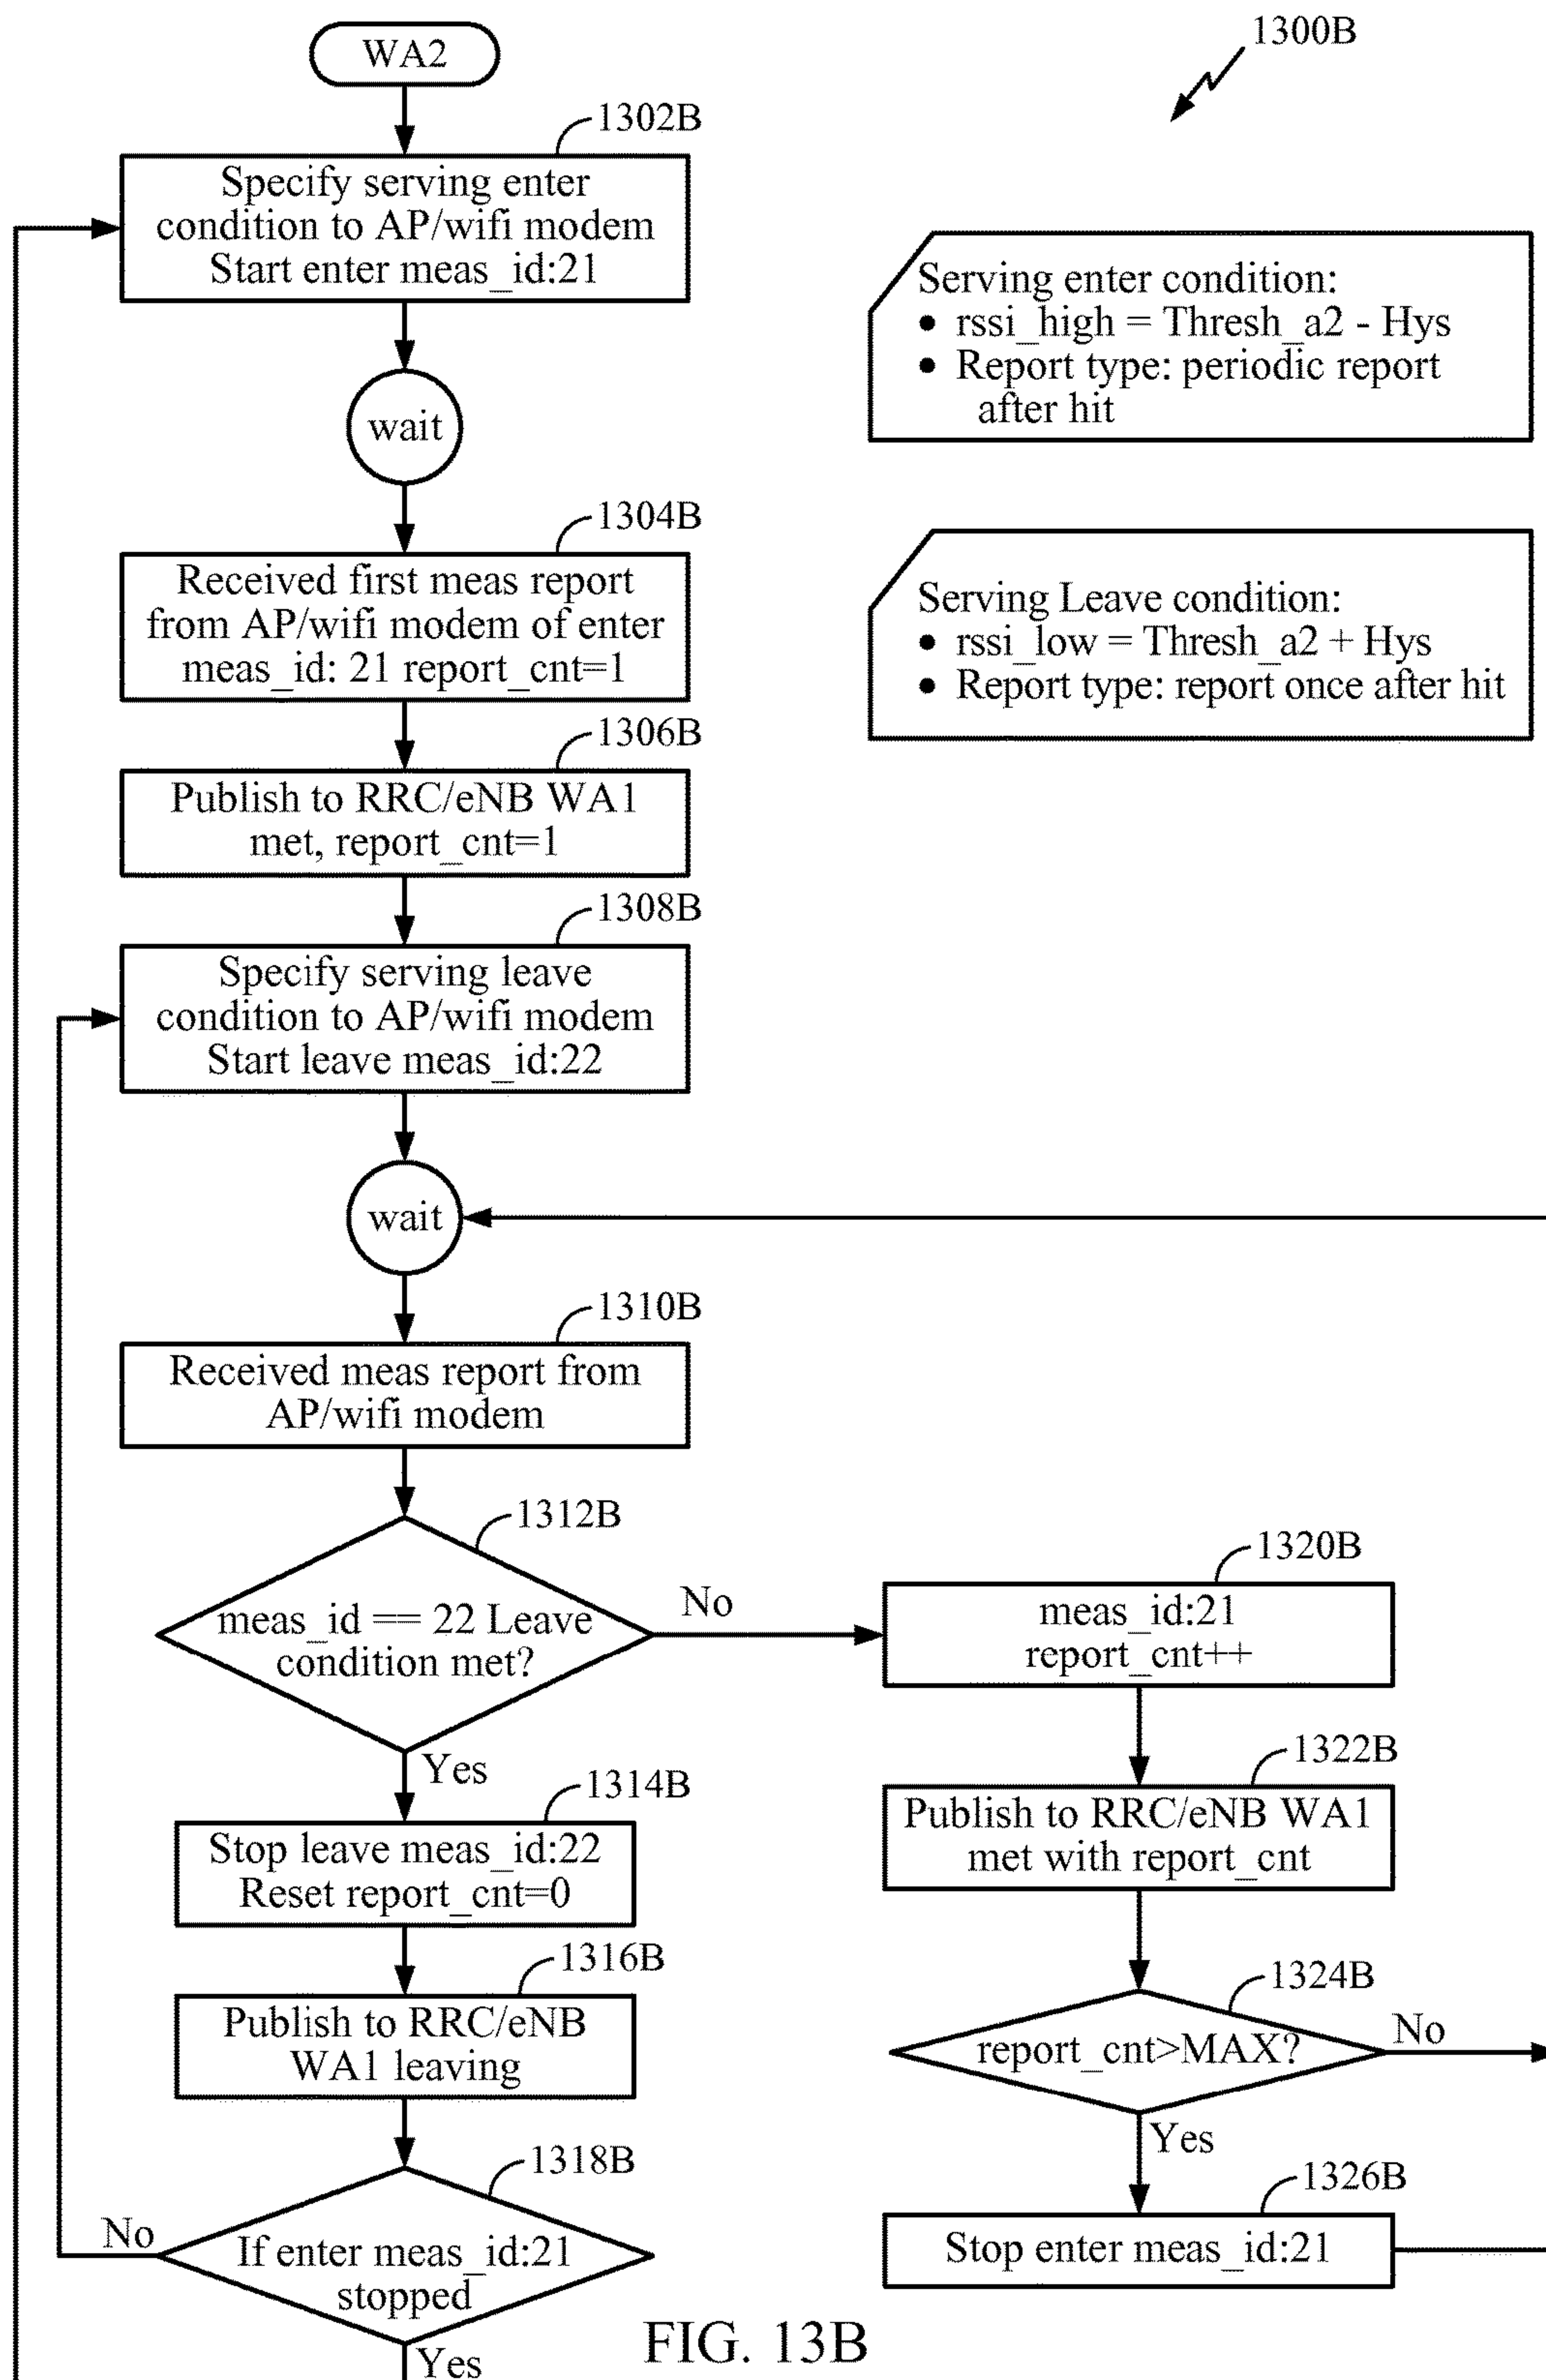 WA2
1300B
1302B
Specify serving enter
condition to AP/wifi modem
Start enter meas_id:21
Serving enter condition:
• rssi_high = Thresh_a2 - Hys
• Report type: periodic report
after hit
wait
1304B
Received first meas report
from AP/wifi modem of enter
meas_id: 21 report_cnt=1
Serving Leave condition:
• rssi_low = Thresh_a2 + Hys
• Report type: report once after hit
1306B
Publish to RRC/eNB WA1
met, report_cnt=1
1308B
Specify serving leave
condition to AP/wifi modem
Start leave meas_id:22
wait
1310B
Received meas report from
AP/wifi modem
1312B
meas_id == 22 Leave
condition met?
No
Yes
1320B
meas_id:21
report_cnt++
1314B
Stop leave meas_id:22
Reset report_cnt=0
1322B
Publish to RRC/eNB WA1
met with report_cnt
1316B
Publish to RRC/eNB
WA1 leaving
1324B
report_cnt>MAX?
No
Yes
1318B
If enter meas_id:21
stopped
No
Yes
1326B
Stop enter meas_id:21
FIG. 13B